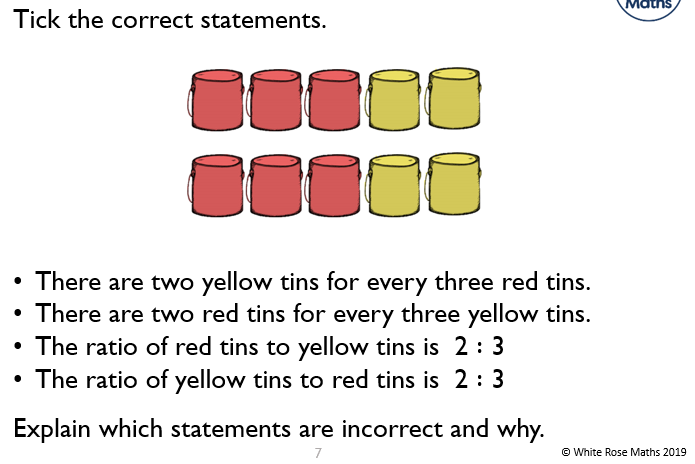 Maths
Tick the correct statements.
• There are two yellow tins for every three red tins.
• There are two red tins for every three yellow tins.
• The ratio of red tins to yellow tins is 2 : 3
• The ratio of yellow tins to red tins is 2 : 3
Explain which statements are incorrect and why.
7
© White Rose Maths 2019